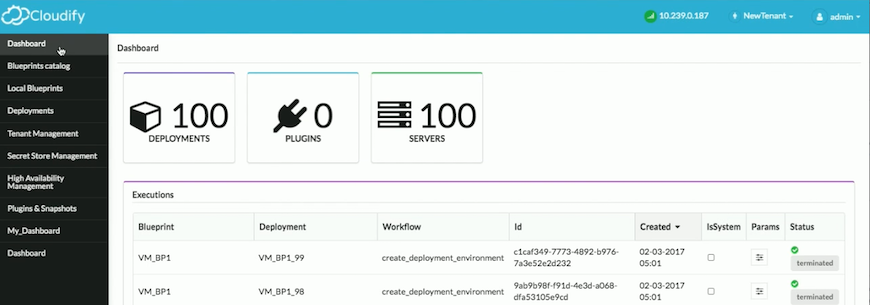 Cloudify
10.239.0.187 NewTenant admin
Dashboard
Blueprints catalog
Local Blueprints
Deployments
Tenant Management
Secret Store Management
High Availability
Management
Plugins & Snapshots
My_Dashboard
Dashboard
Dashboard
100
DEPLOYMENTS
0
PLUGINS
100
SERVERS
Executions
Blueprint Deployment Workflow Id Created IsSystem Params Status
VM_BP1 VM_BP1_99 create_deployment_environment c1caf349-7773-4892-b976-
7a3e52e2d232 02-03-2017
05:01 terminated
VM_BP1 VM_BP1_98 create_deployment_environment 9ab9b98f-f91d-4e3d-a068-
dfa53105e9cd 02-03-2017
05:01 terminated